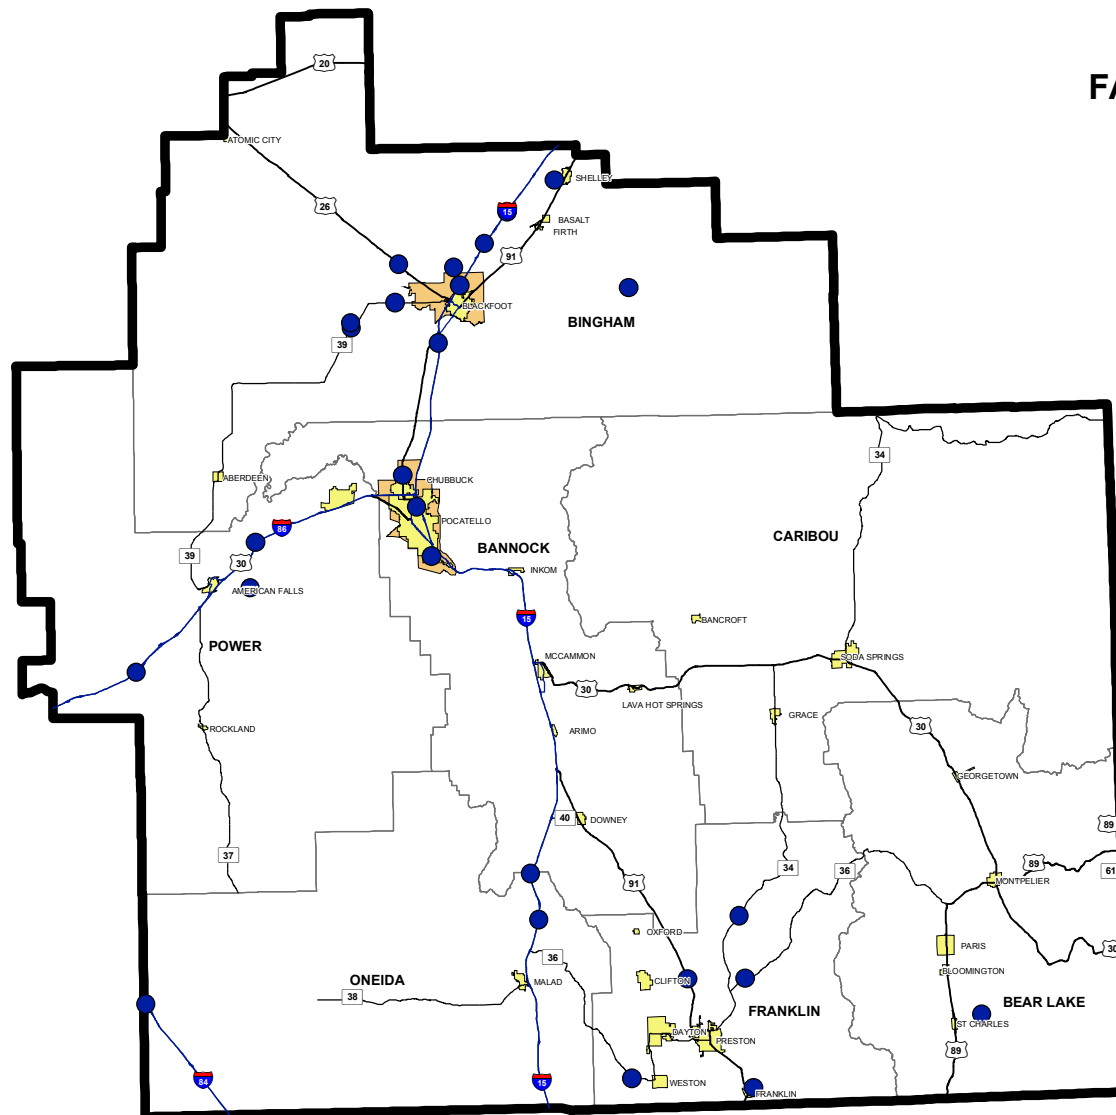 20
FA
ATOMIC CITY
SHELLEY
26
15
BASALT
FIRTH
91
BLACKFOOT
BINGHAM
39
34
ABERDEEN
CHUBBUCK
POCATELLO
86
CARIBOU
BANNOCK
39
30
INKOM
AMERICAN FALLS
15
BANCROFT
POWER
MCCAMMON
SODA SPRINGS
30
LAVA HOT SPRINGS
GRACE
ROCKLAND
ARIMO
30
GEORGETOWN
40
DOWNEY
89
37
34
36
89
61
91
MONTPELIER
OXFORD
PARIS
30
36
BLOOMINGTON
ONEIDA
MALAD
CLIFTON
38
FRANKLIN
BEAR LAKE
ST CHARLES
DAYTON
PRESTON
89
84
15
WESTON
FRANKLIN